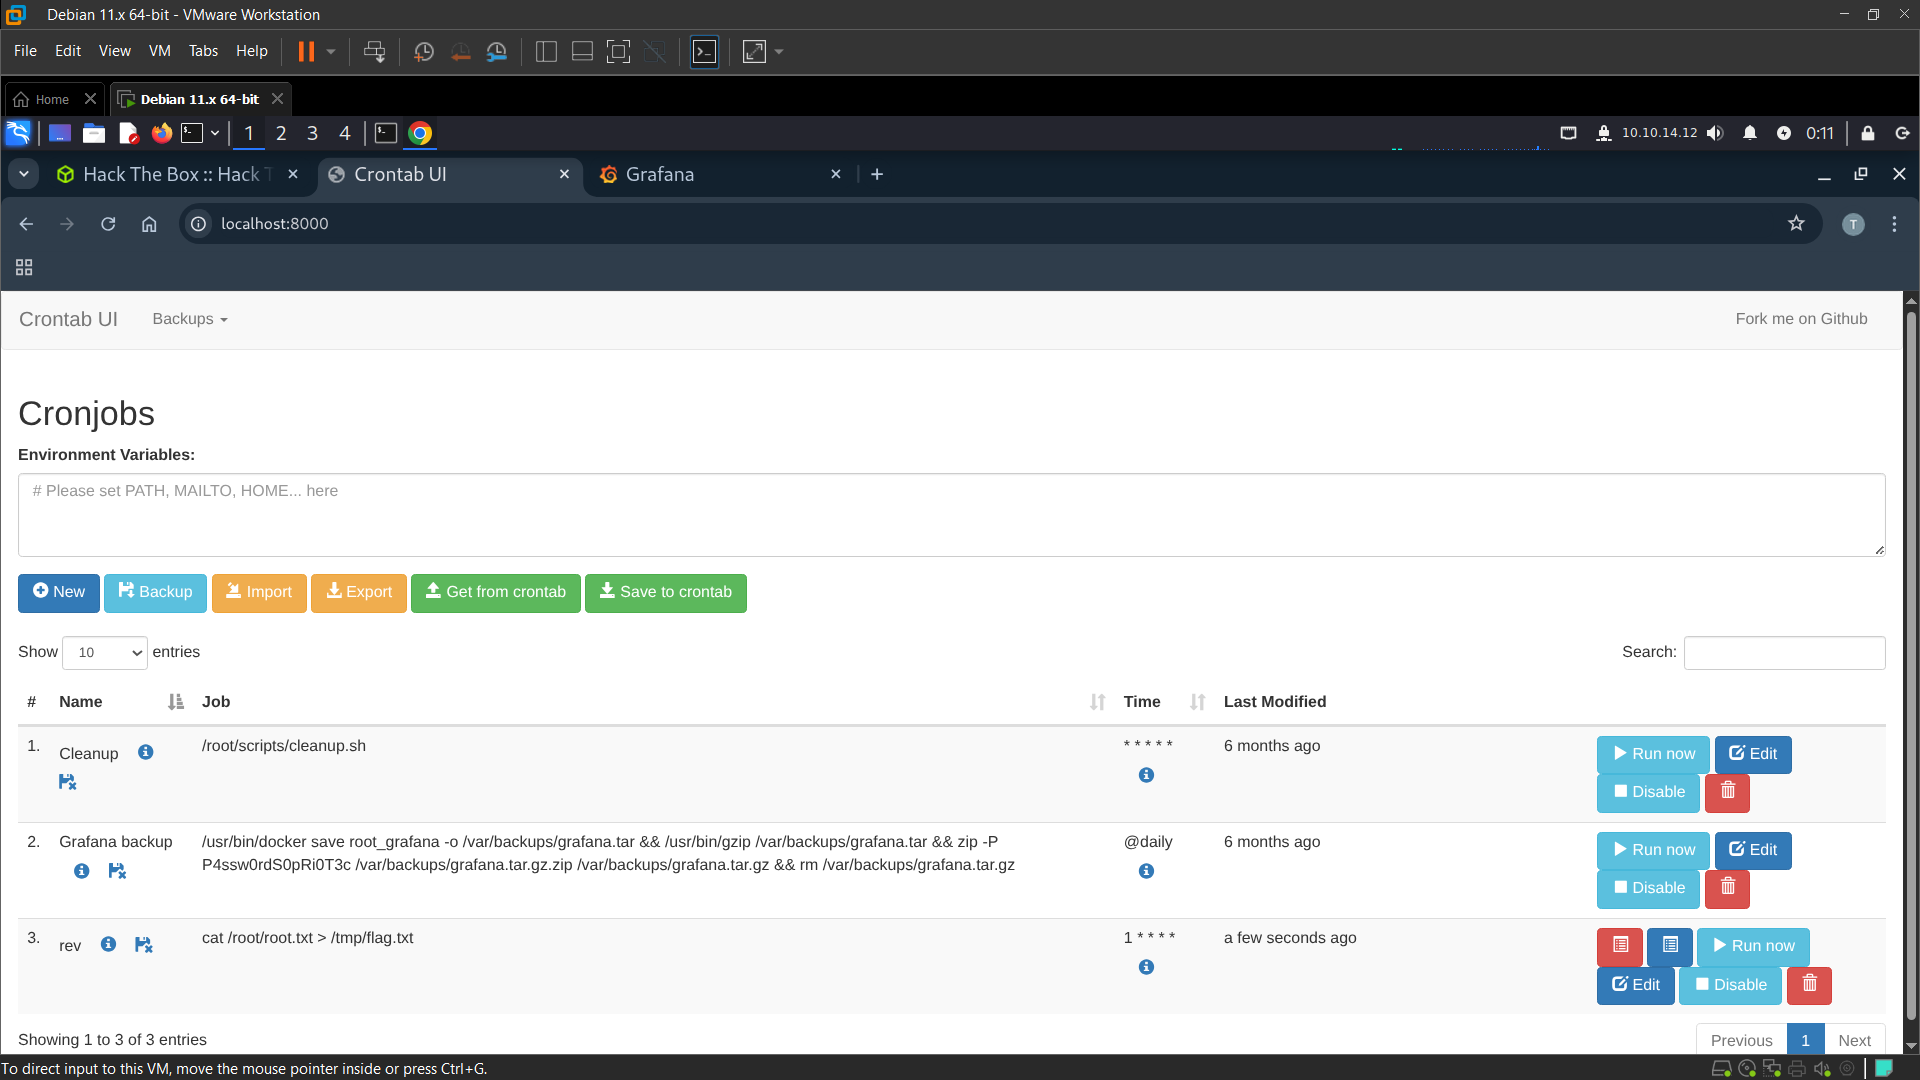 Debian 11.x 64-bit - VMware Workstation
File Edit View VM Tabs Help
Home
Debian 11.x 64-bit
1 2 3 4
10.10.14.12
0:11
Hack The Box :: Hack T
Crontab UI
Grafana
localhost:8000
T
Crontab UI
Backups
Fork me on Github
Cronjobs
Environment Variables:
# Please set PATH, MAILTO, HOME... here
New
Backup
Import
Export
Get from crontab
Save to crontab
Show 10 entries
Search:
# Name Job Time Last Modified
1. Cleanup /root/scripts/cleanup.sh * * * * * 6 months ago
Run now Edit
Disable
2. Grafana backup /usr/bin/docker save root_grafana -o /var/backups/grafana.tar && /usr/bin/gzip /var/backups/grafana.tar && zip -P @daily 6 months ago
P4ssw0rdS0pRi0T3c /var/backups/grafana.tar.gz.zip /var/backups/grafana.tar.gz && rm /var/backups/grafana.tar.gz
Run now Edit
Disable
3. rev cat /root/root.txt > /tmp/flag.txt 1 * * * * a few seconds ago
Run now
Edit Disable
Showing 1 to 3 of 3 entries
Previous 1 Next
To direct input to this VM, move the mouse pointer inside or press Ctrl+G.